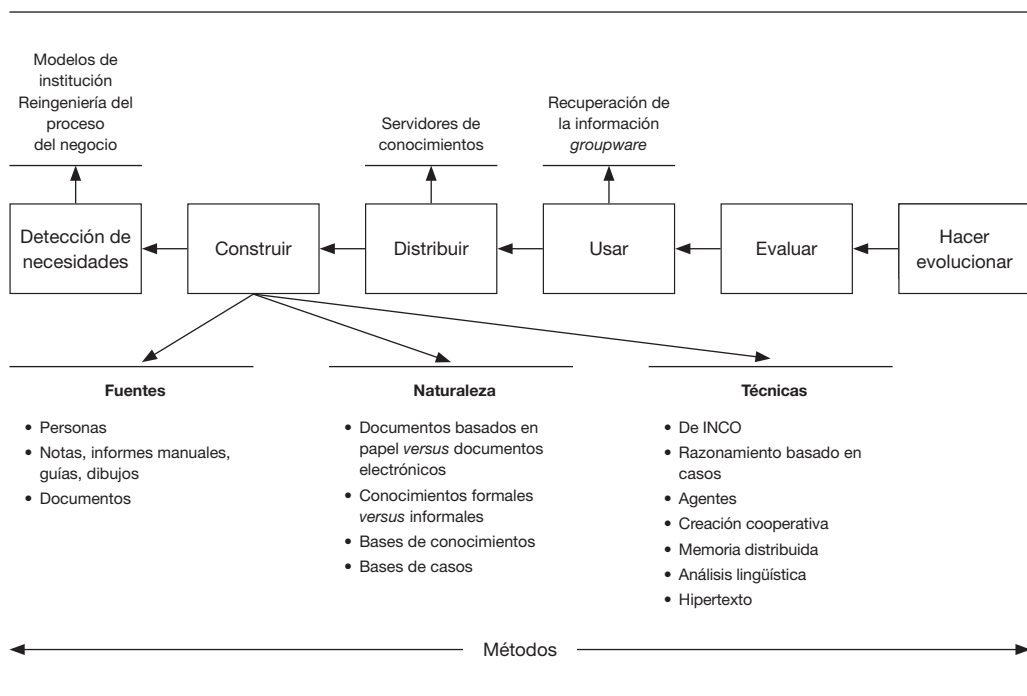 Modelos de
institución
Reingeniería del
proceso
del negocio
Servidores de
conocimientos
Recuperación de
la información
groupware
Detección de
necesidades
Construir
Distribuir
Usar
Evaluar
Hacer
evolucionar
Fuentes
• Personas
• Notas, informes manuales,
guías, dibujos
• Documentos
Naturaleza
• Documentos basados en
papel versus documentos
electrónicos
• Conocimientos formales
versus informales
• Bases de conocimientos
• Bases de casos
Técnicas
• De INCO
• Razonamiento basado en
casos
• Agentes
• Creación cooperativa
• Memoria distribuida
• Análisis lingüística
• Hipertexto
Métodos